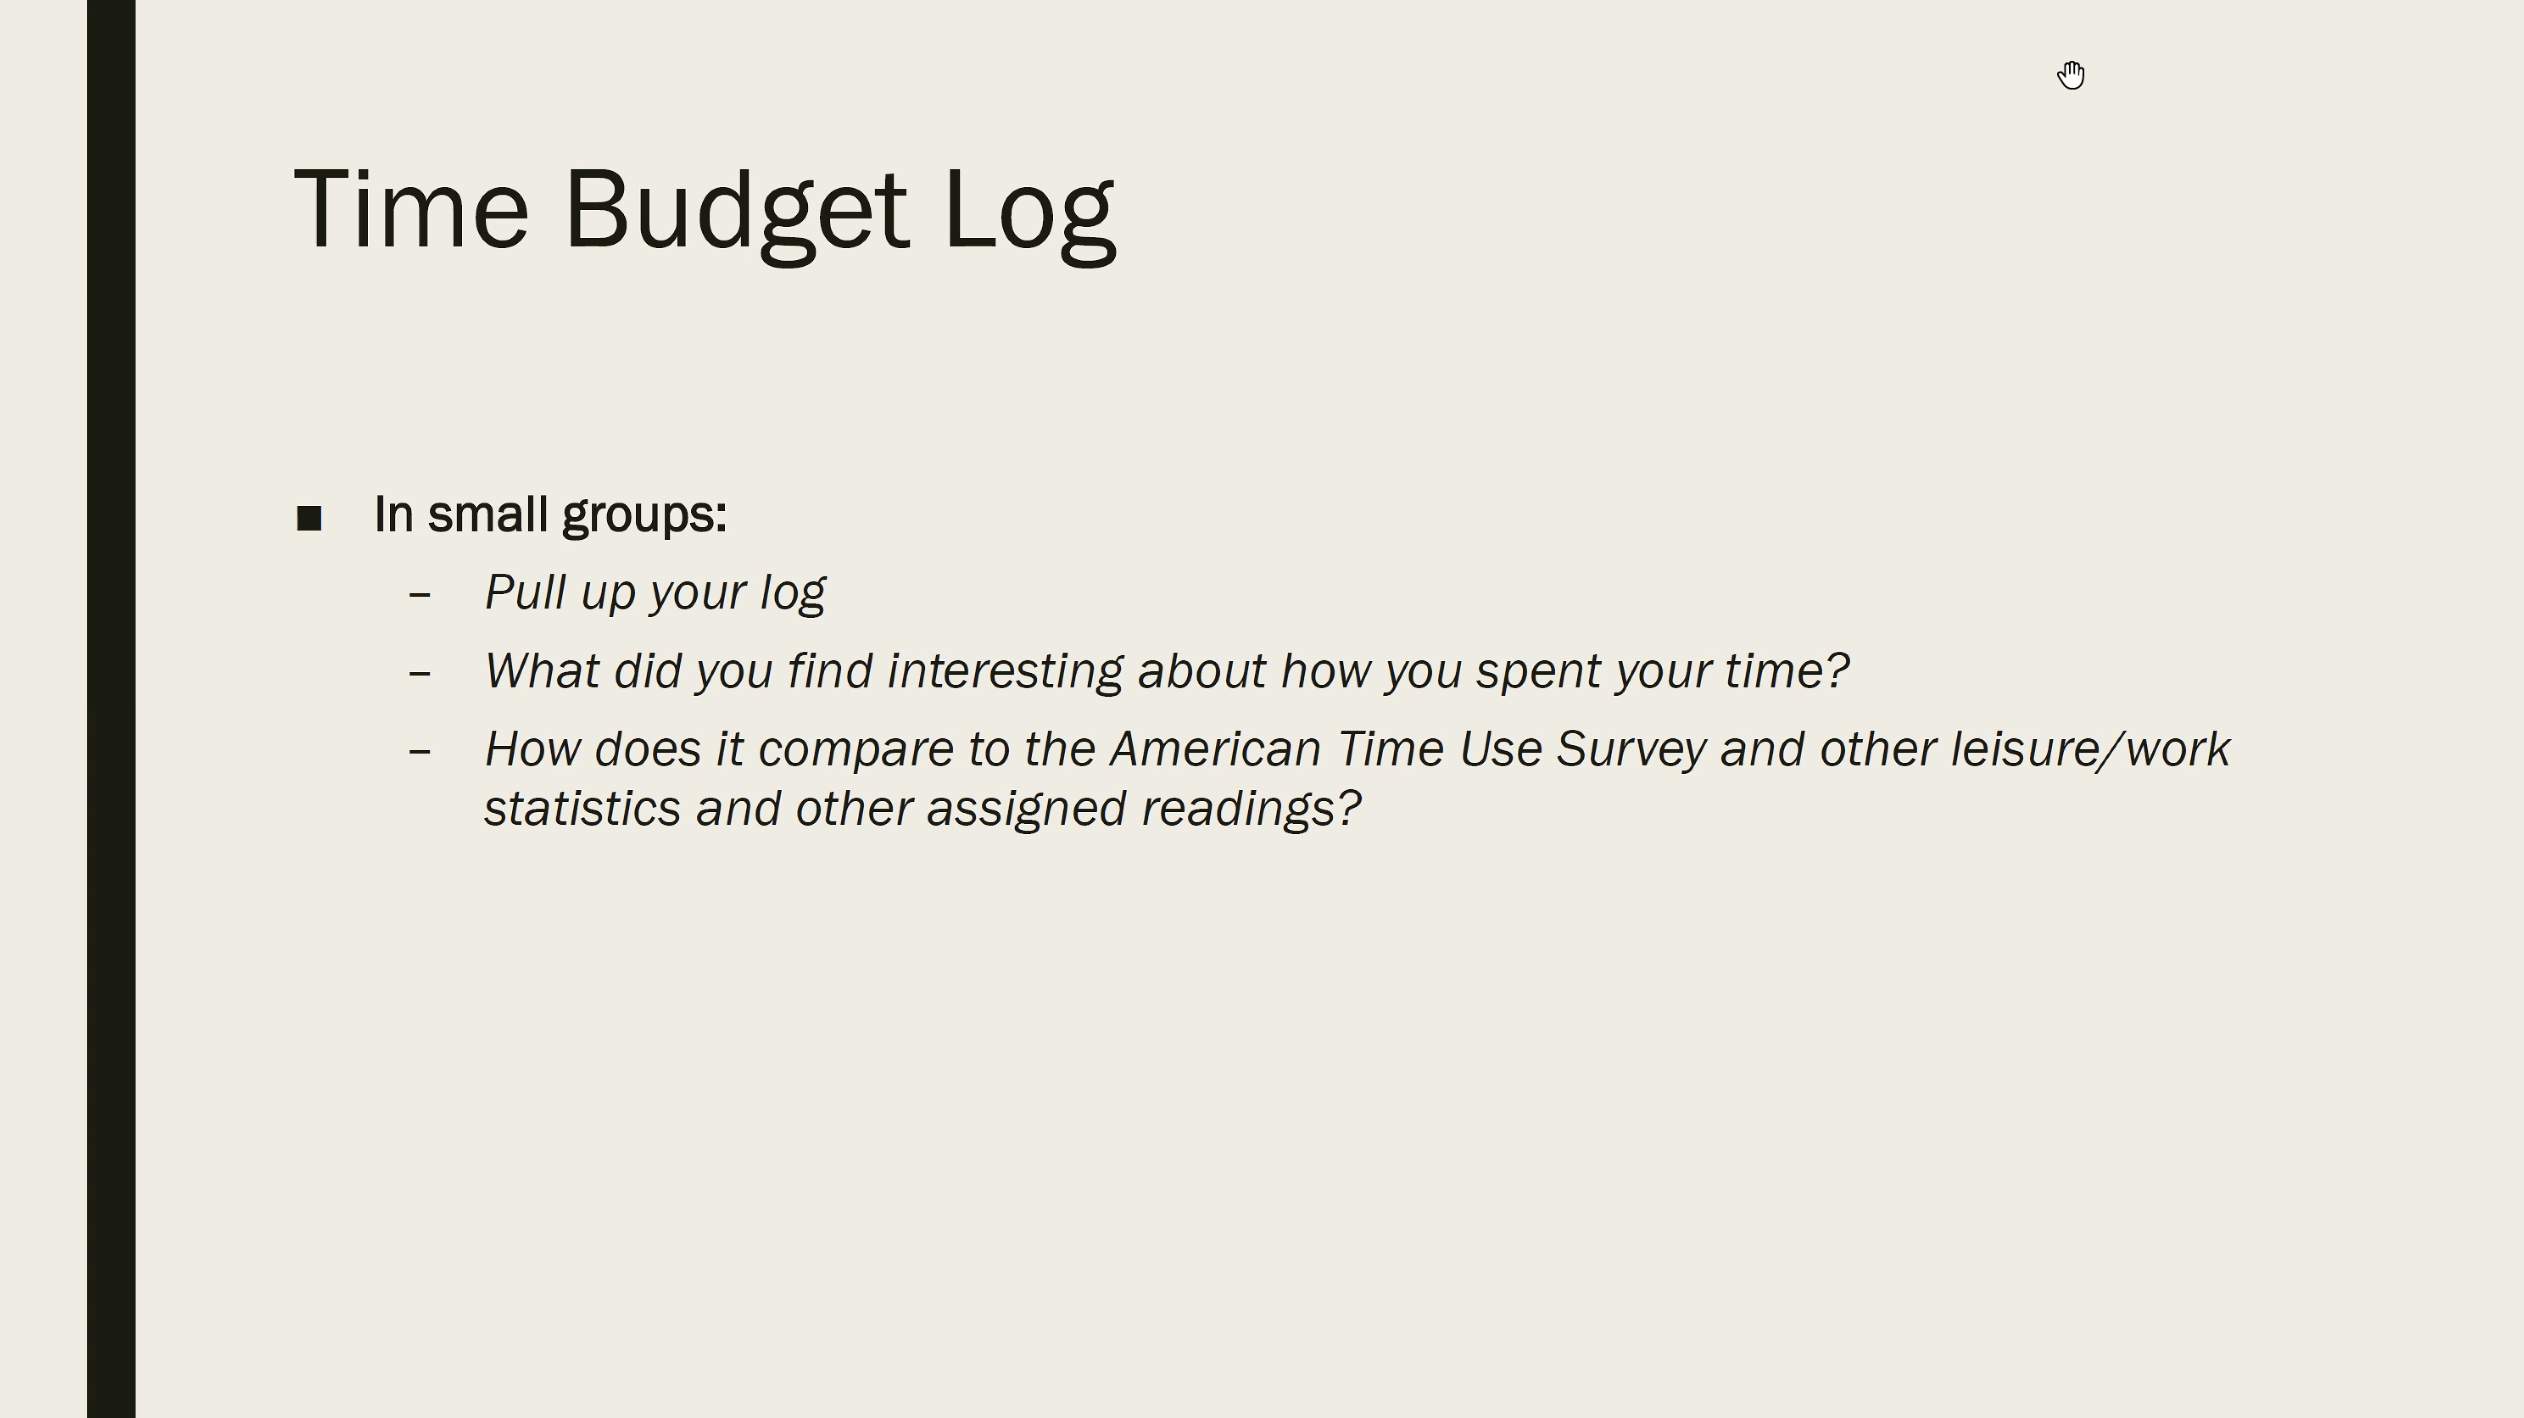 Time Budget Log
■ In small groups:
– Pull up your log
– What did you find interesting about how you spent your time?
– How does it compare to the American Time Use Survey and other leisure/work
statistics and other assigned readings?